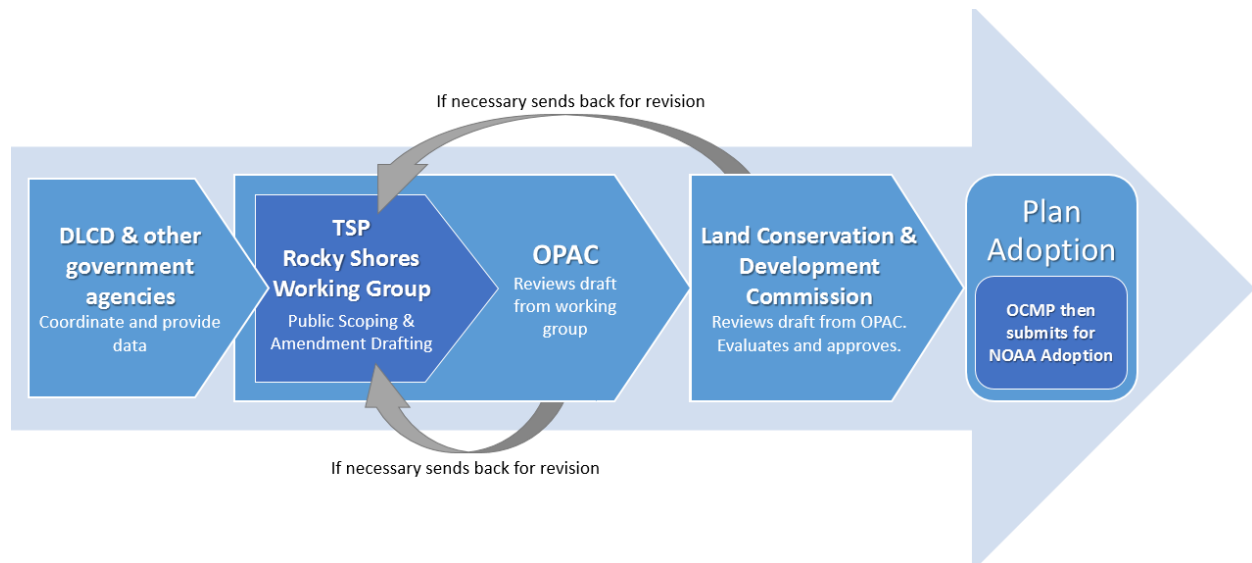 If necessary sends back for revision
DLCD & other
government
agencies
Coordinate and provide
data
TSP
Rocky Shores
Working Group
Public Scoping &
Amendment Drafting
OPAC
Reviews draft
from working
group
Land Conservation &
Development
Commission
Reviews draft from OPAC.
Evaluates and approves.
Plan
Adoption
OCMP then
submits for
NOAA Adoption
If necessary sends back for revision